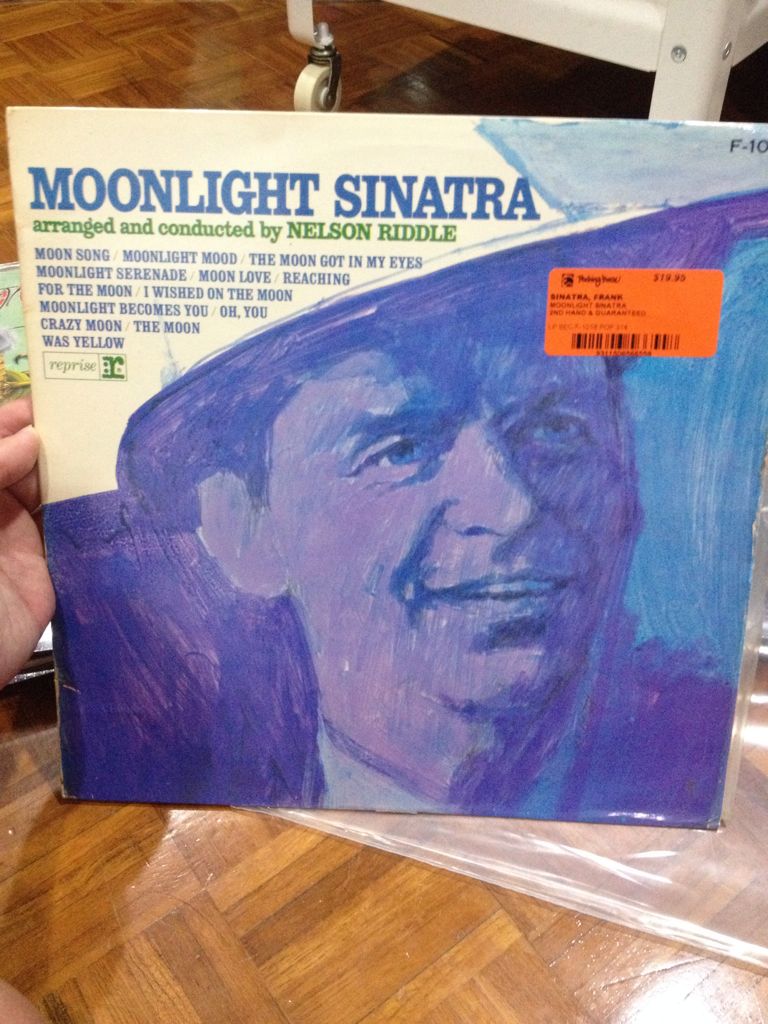 F-10
MOONLIGHT SINATRA
arranged and conducted by NELSON RIDDLE
MOON SONG / MOONLIGHT MOOD / THE MOON GOT IN MY EYES
MOONLIGHT SERENADE / MOON LOVE / REACHING
FOR THE MOON / I WISHED ON THE MOON
MOONLIGHT BECOMES YOU / OH, YOU
CRAZY MOON / THE MOON
WAS YELLOW
reprise r
$19.95
SINATRA, FRANK
MOONLIGHT SINATRA
2ND HAND & GUARANTEED